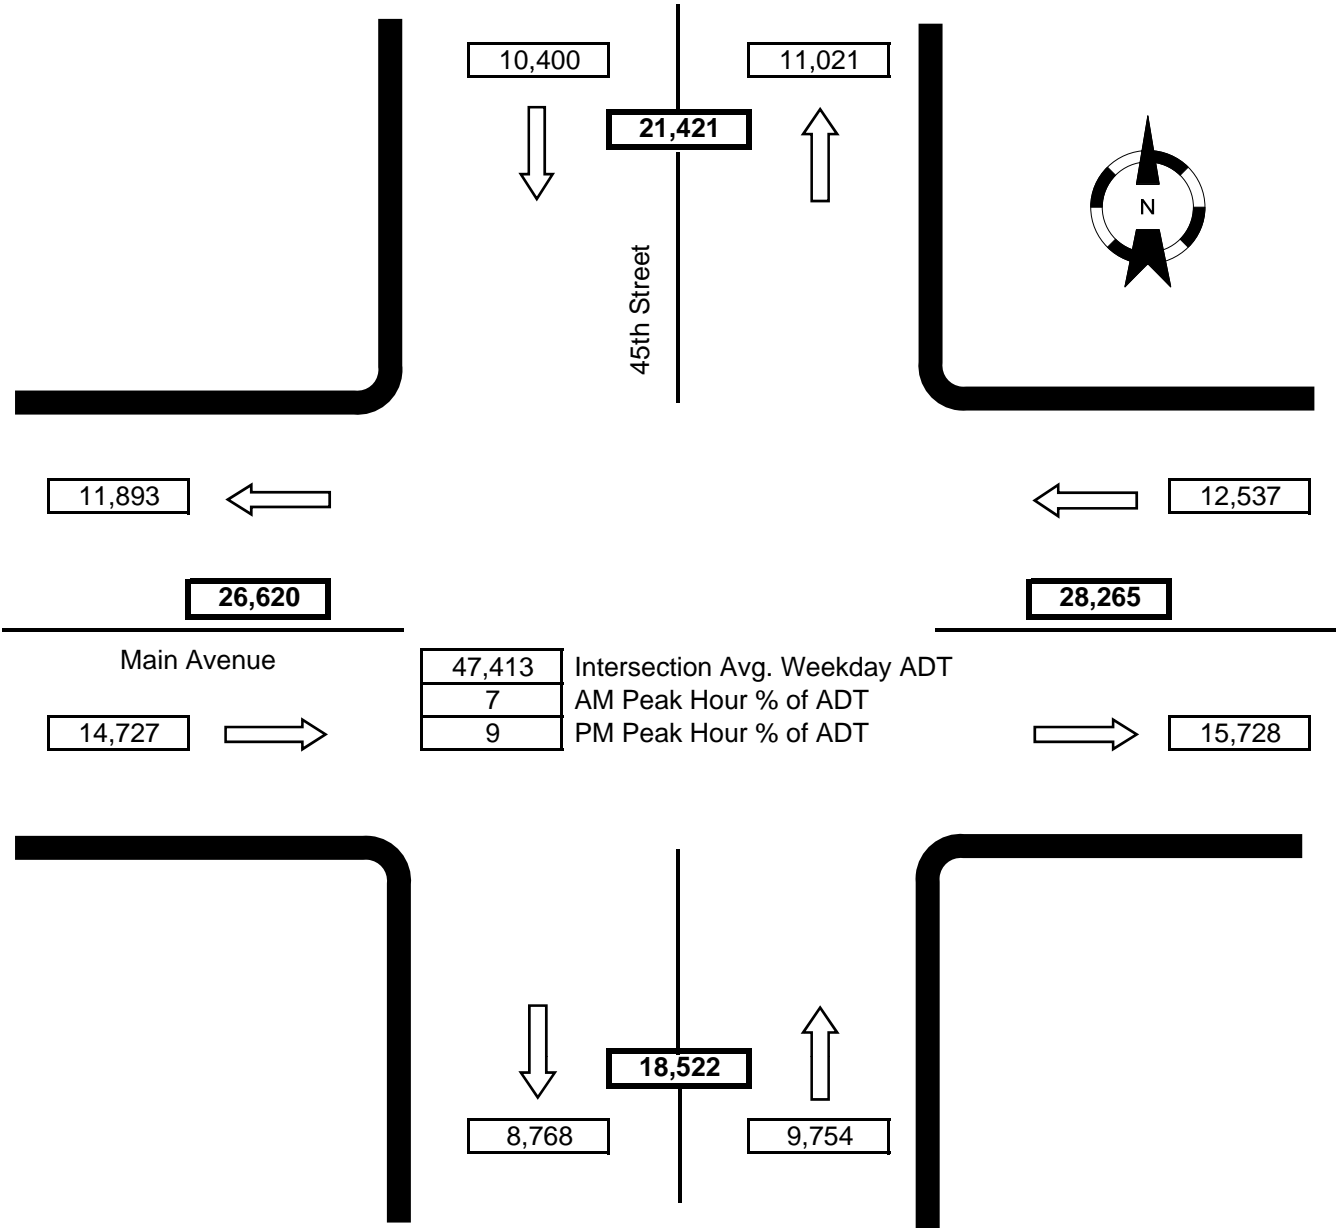 10,400
11,021
21,421
N
45th Street
11,893
12,537
26,620
28,265
Main Avenue
47,413 Intersection Avg. Weekday ADT
7 AM Peak Hour % of ADT
9 PM Peak Hour % of ADT
14,727
15,728
18,522
8,768
9,754